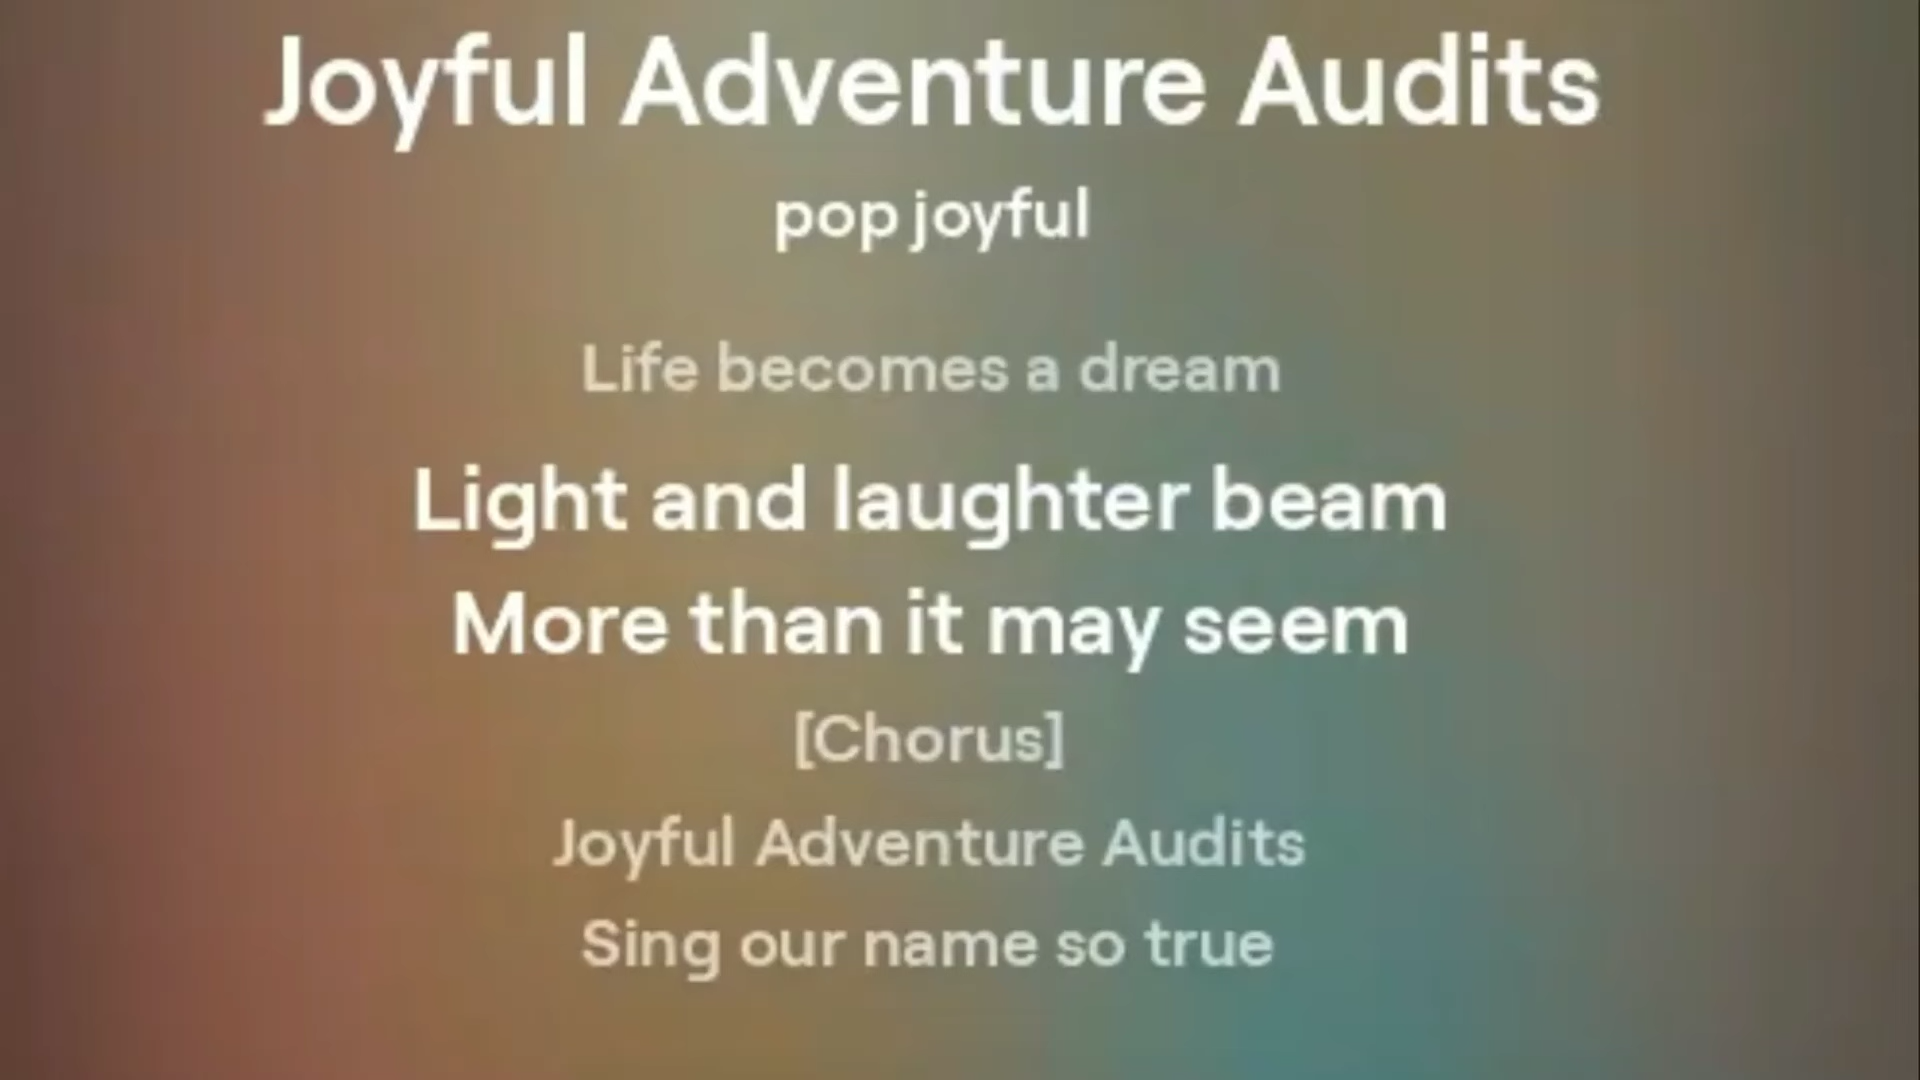 Joyful Adventure Audits
pop joyful
Life becomes a dream
Light and laughter beam
More than it may seem
[Chorus]
Joyful Adventure Audits
Sing our name so true